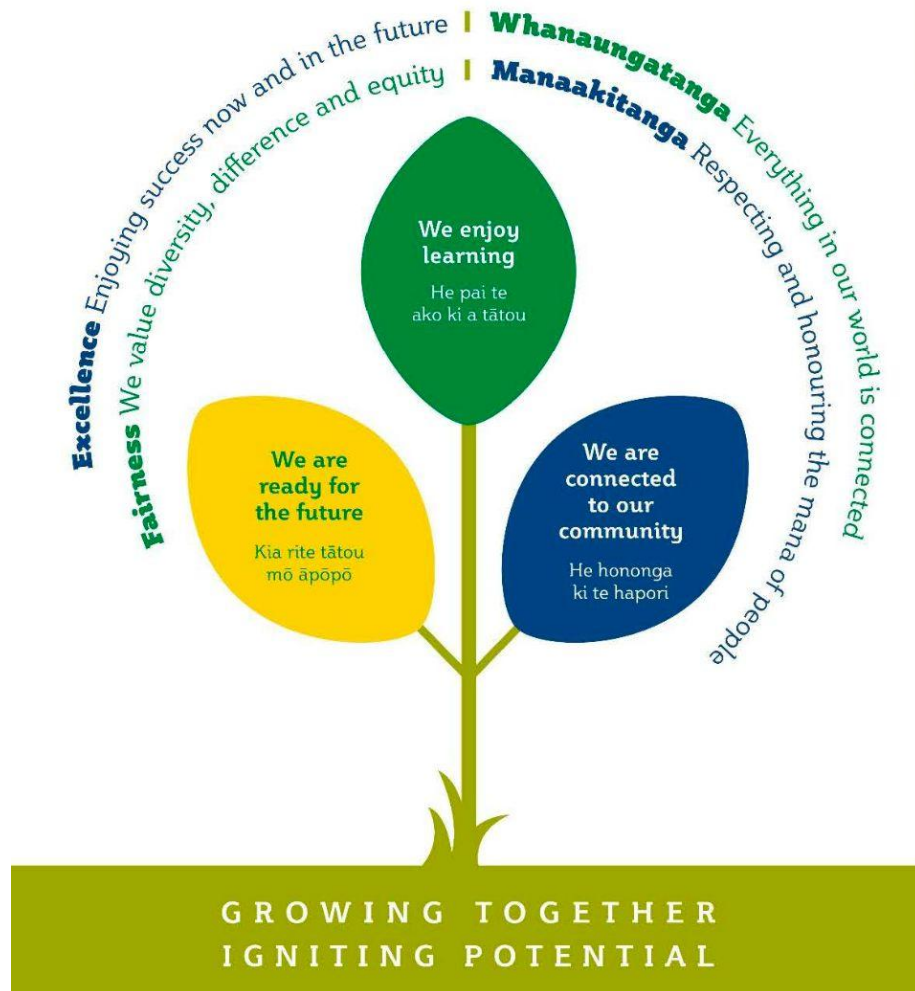 Excellence Enjoying success now and in the future
Whanaungatanga Everything in our world is connected
Fairness We value diversity, difference and equity
Manaakitanga Respecting and honouring the mana of people
We enjoy
learning
He pai te
ako ki a tātou
We are
ready for
the future
Kia rite tātou
mō āpōpō
We are
connected
to our
community
He hononga
ki te hapori
GROWING TOGETHER
IGNITING POTENTIAL